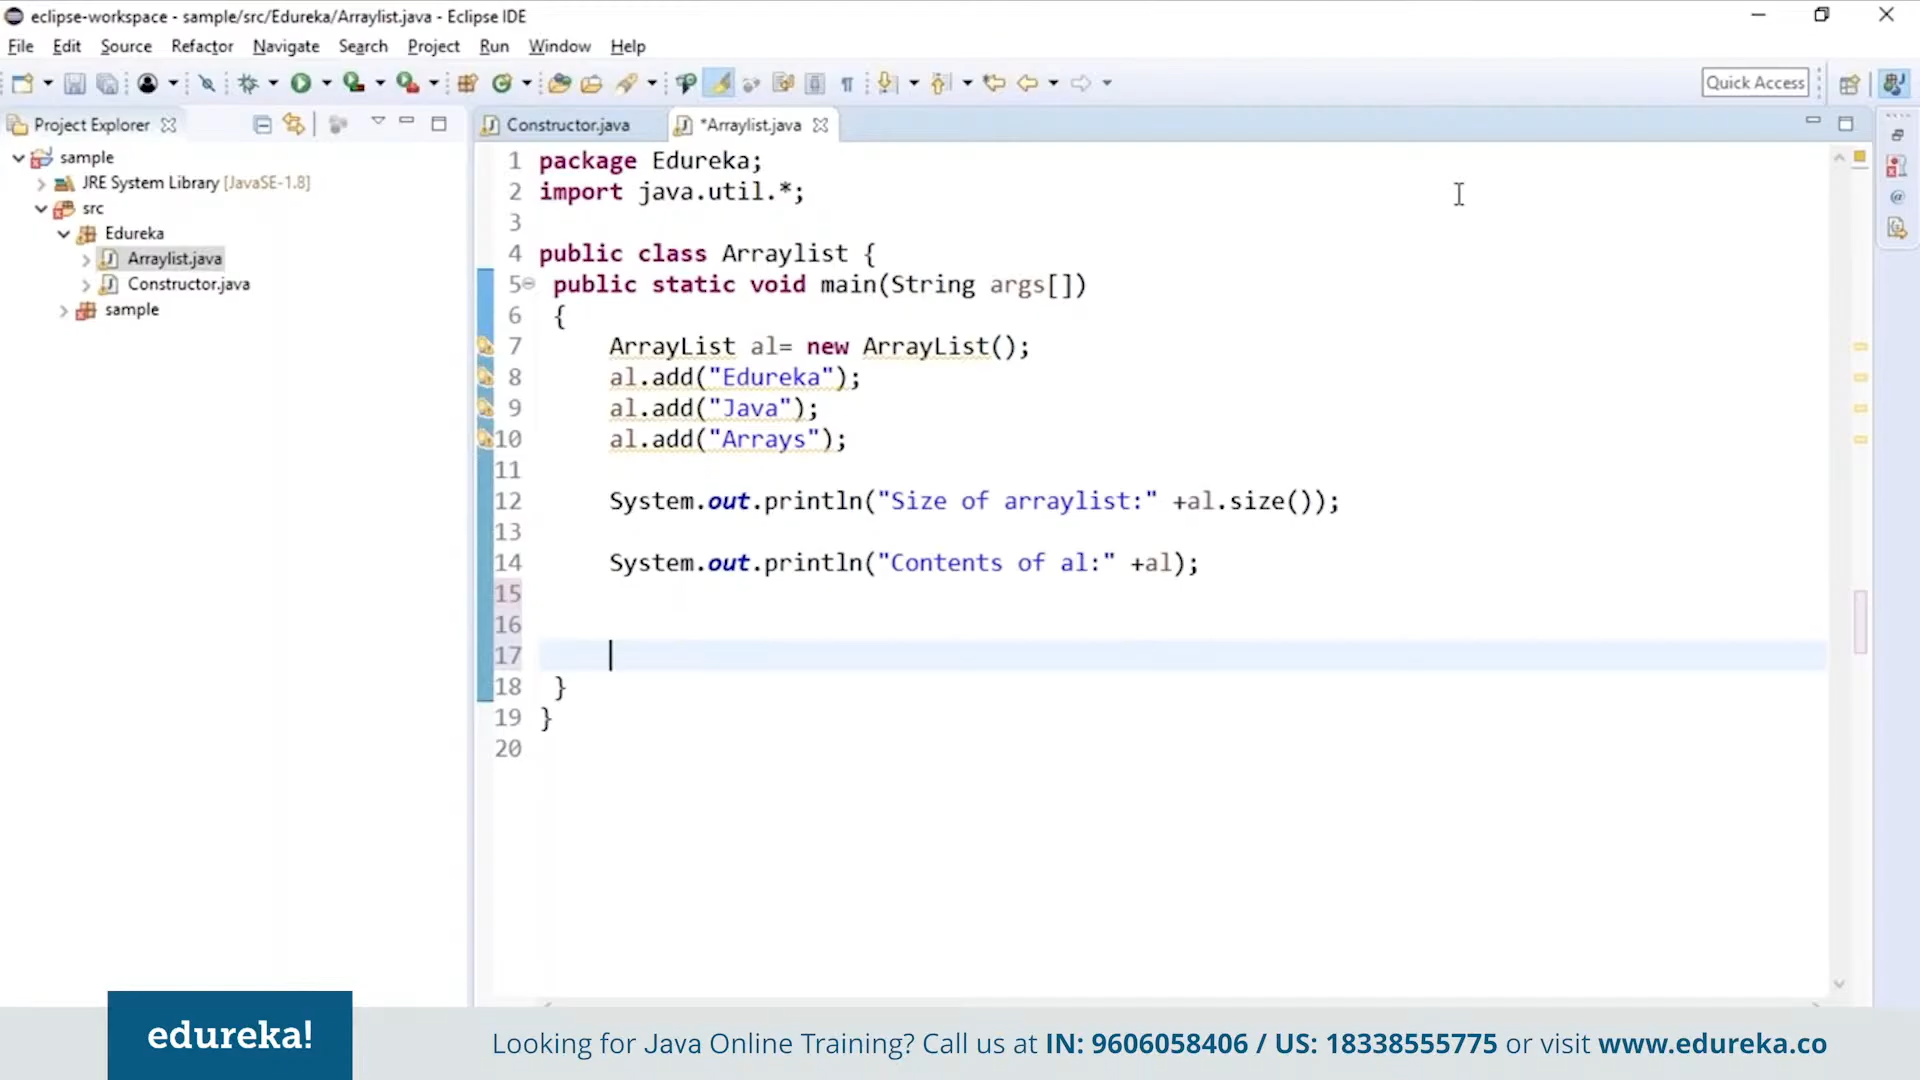 eclipse-workspace - sample/src/Edureka/Arraylist.java - Eclipse IDE
File Edit Source Refactor Navigate Search Project Run Window Help
Quick Access
Project Explorer
sample
JRE System Library [JavaSE-1.8]
src
Edureka
Arraylist.java
Constructor.java
sample
Constructor.java *Arraylist.java
1 package Edureka;
2 import java.util.*;
3
4 public class Arraylist {
5 public static void main(String args[])
6 {
7 ArrayList al= new ArrayList();
8 al.add("Edureka");
9 al.add("Java");
10 al.add("Arrays");
11
12 System.out.println("Size of arraylist:" +al.size());
13
14 System.out.println("Contents of al:" +al);
15
16
17
18 }
19 }
20
edureka!
Looking for Java Online Training? Call us at IN: 9606058406 / US: 18338555775 or visit www.edureka.co